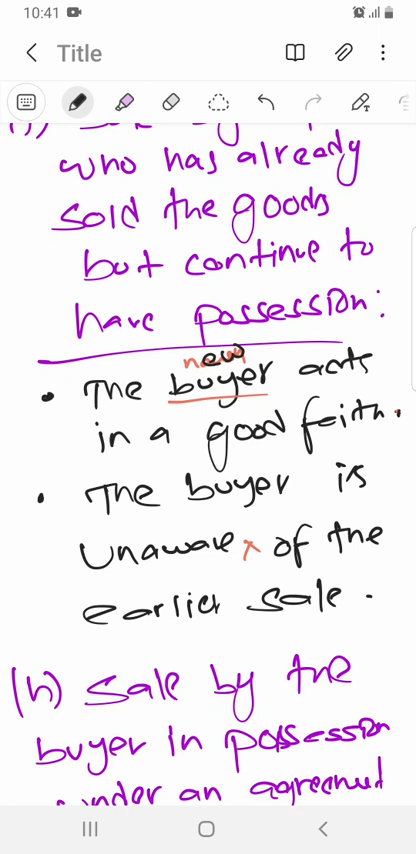 10:41
Title
who has already
sold the goods
but continue to
have possession:
new
• The buyer acts
in a good faith.
• The buyer is
unaware x of the
earlier sale.
(h) sale by the
buyer in possession
under an agreement